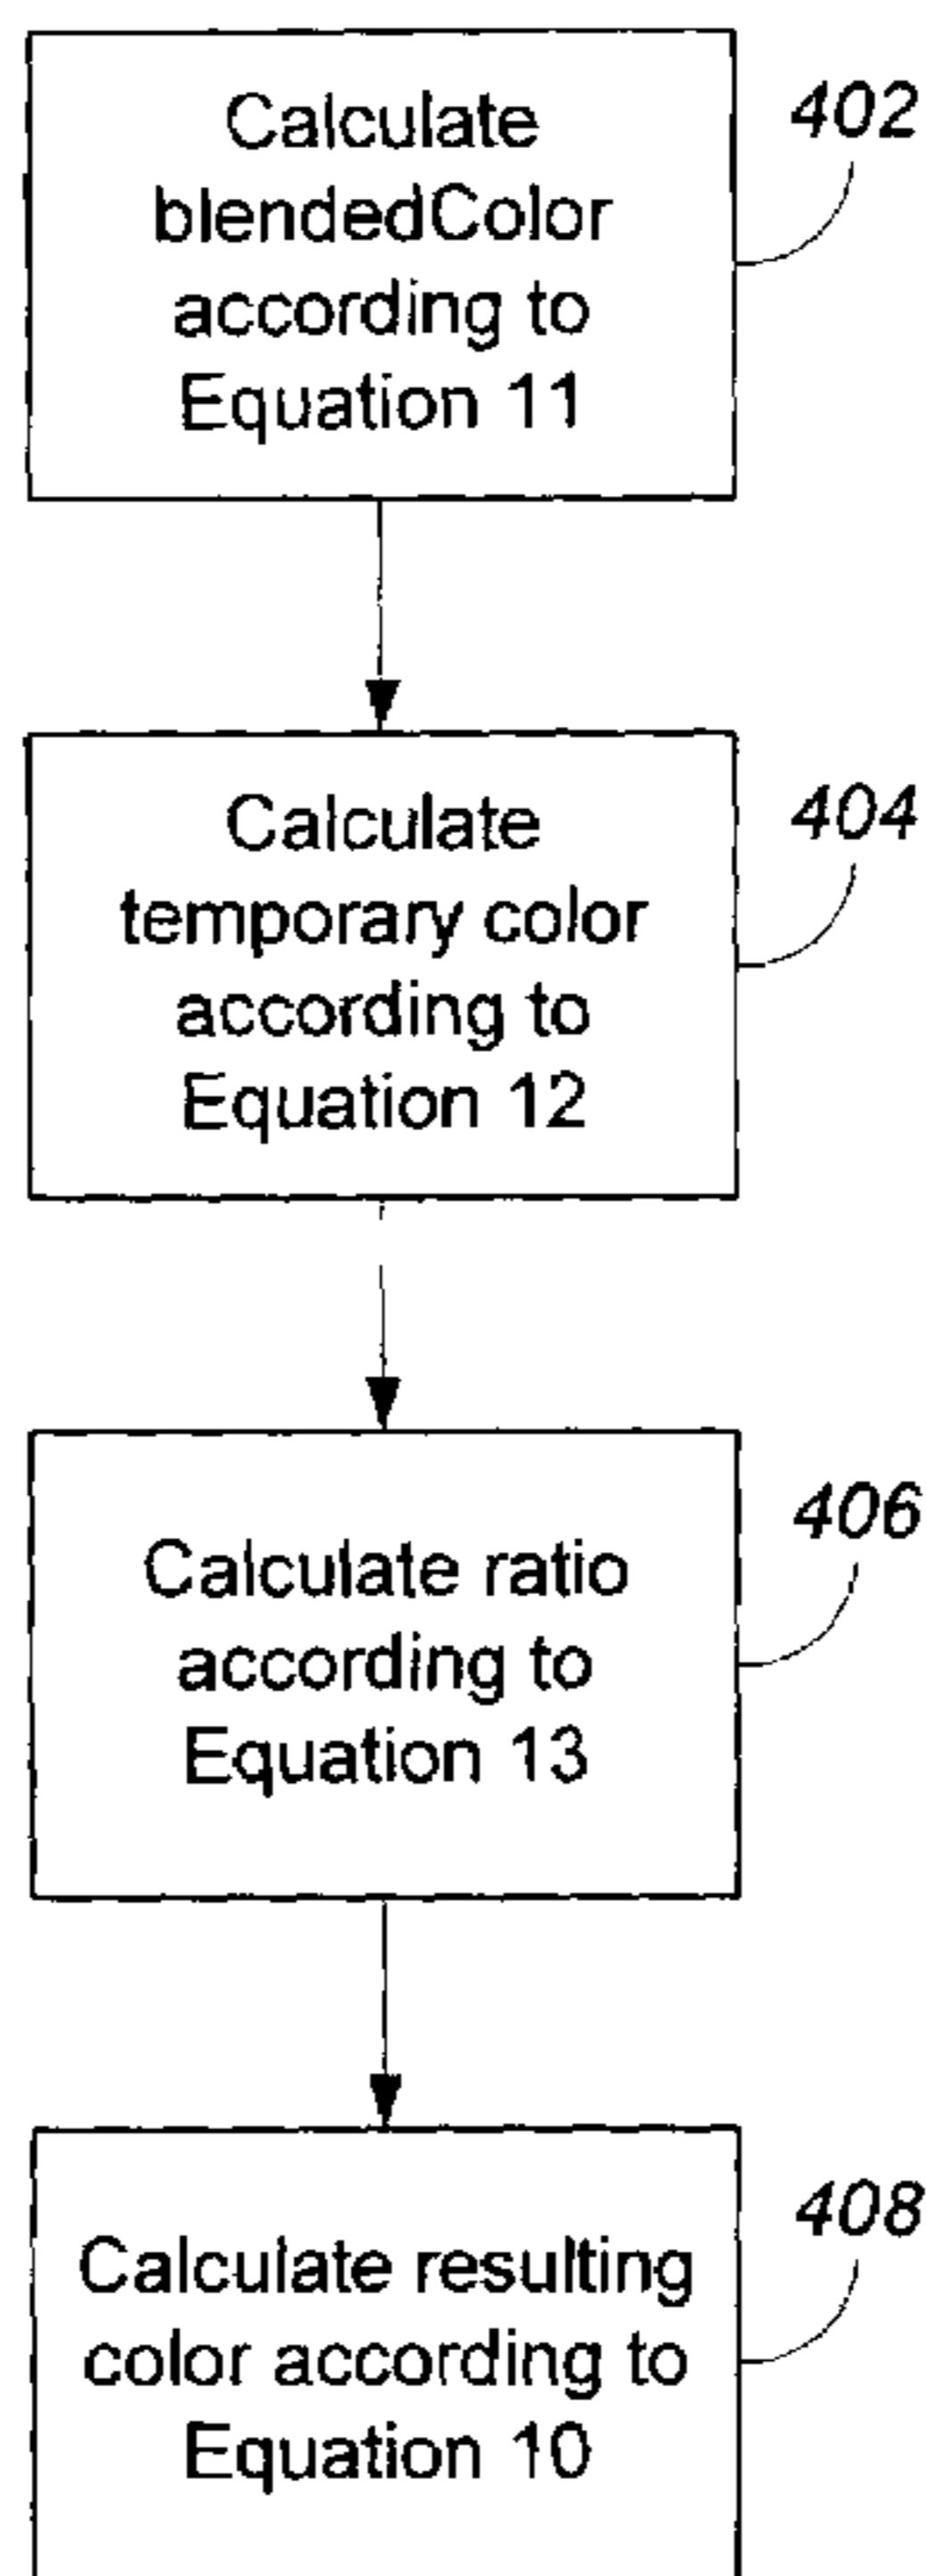 Calculate
blendedColor
according to
Equation 11
402
Calculate
temporary color
according to
Equation 12
404
Calculate ratio
according to
Equation 13
406
Calculate resulting
color according to
Equation 10
408